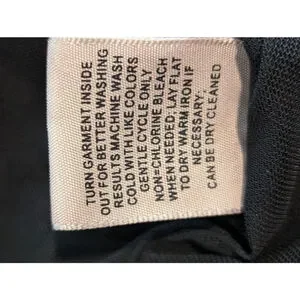 TURN GARMENT INSIDE
OUT FOR BETTER WASHING
RESULTS MACHINE WASH
COLD WITH LIKE COLORS
GENTLE CYCLE ONLY
NON=CHLORINE BLEACH
WHEN NEEDED; LAY FLAT
TO DRY WARM IRON IF
NECESSARY.
CAN BE DRY CLEANED